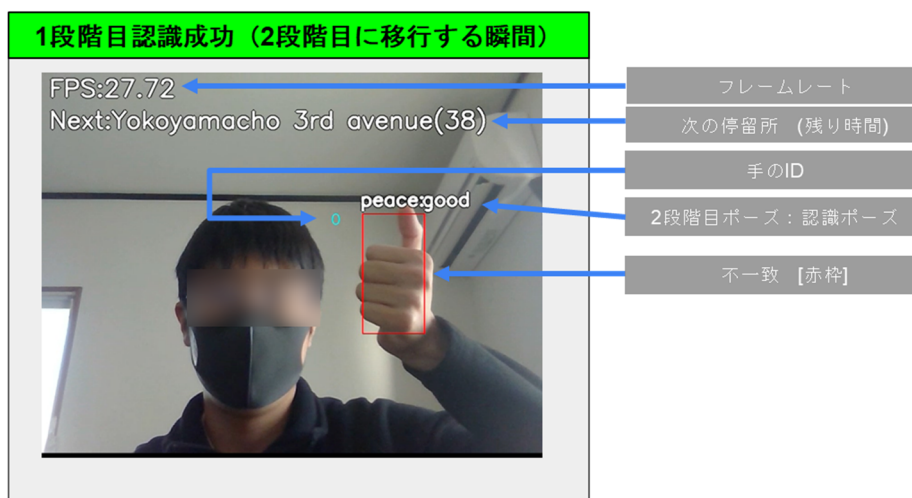 1段階目認識成功（2段階目に移行する瞬間）
FPS:27.72
Next:Yokoyamacho 3rd avenue(38)
peace:good
0
フレームレート
次の停留所 (残り時間)
手のID
2段階目ポーズ：認識ポーズ
不一致 [赤枠]